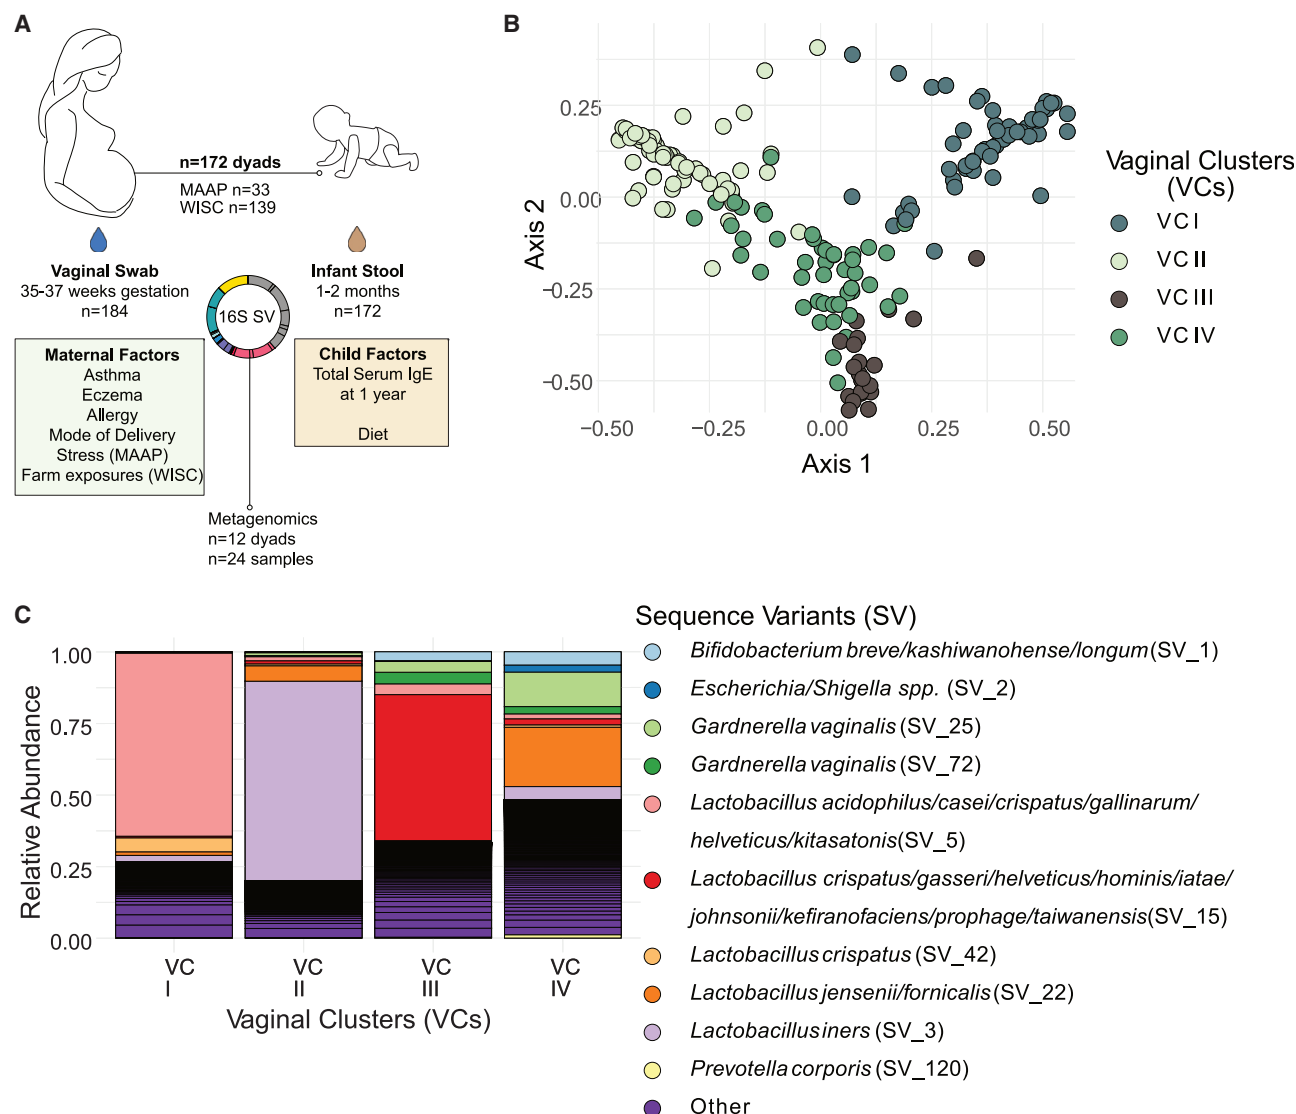 A
n=172 dyads
MAAP n=33
WISC n=139
Vaginal Swab
35-37 weeks gestation
n=184
Infant Stool
1-2 months
n=172
16S SV
Maternal Factors
Asthma
Eczema
Allergy
Mode of Delivery
Stress (MAAP)
Farm exposures (WISC)
Child Factors
Total Serum IgE
at 1 year
Diet
Metagenomics
n=12 dyads
n=24 samples
B
Axis 2
0.25
0.00
−0.25
−0.50
−0.50
−0.25
0.00
0.25
0.50
Axis 1
Vaginal Clusters
(VCs)
VC I
VC II
VC III
VC IV
C
Relative Abundance
1.00
0.75
0.50
0.25
0.00
VC
I
VC
II
VC
III
VC
IV
Vaginal Clusters (VCs)
Sequence Variants (SV)
Bifidobacterium breve/kashiwanohense/longum(SV_1)
Escherichia/Shigella spp. (SV_2)
Gardnerella vaginalis (SV_25)
Gardnerella vaginalis (SV_72)
Lactobacillus acidophilus/casei/crispatus/gallinarum/
helveticus/kitasatonis(SV_5)
Lactobacillus crispatus/gasseri/helveticus/hominis/iatae/
johnsonii/kefiranofaciens/prophage/taiwanensis(SV_15)
Lactobacillus crispatus (SV_42)
Lactobacillus jensenii/fornicalis(SV_22)
Lactobacillus iners (SV_3)
Prevotella corporis (SV_120)
Other